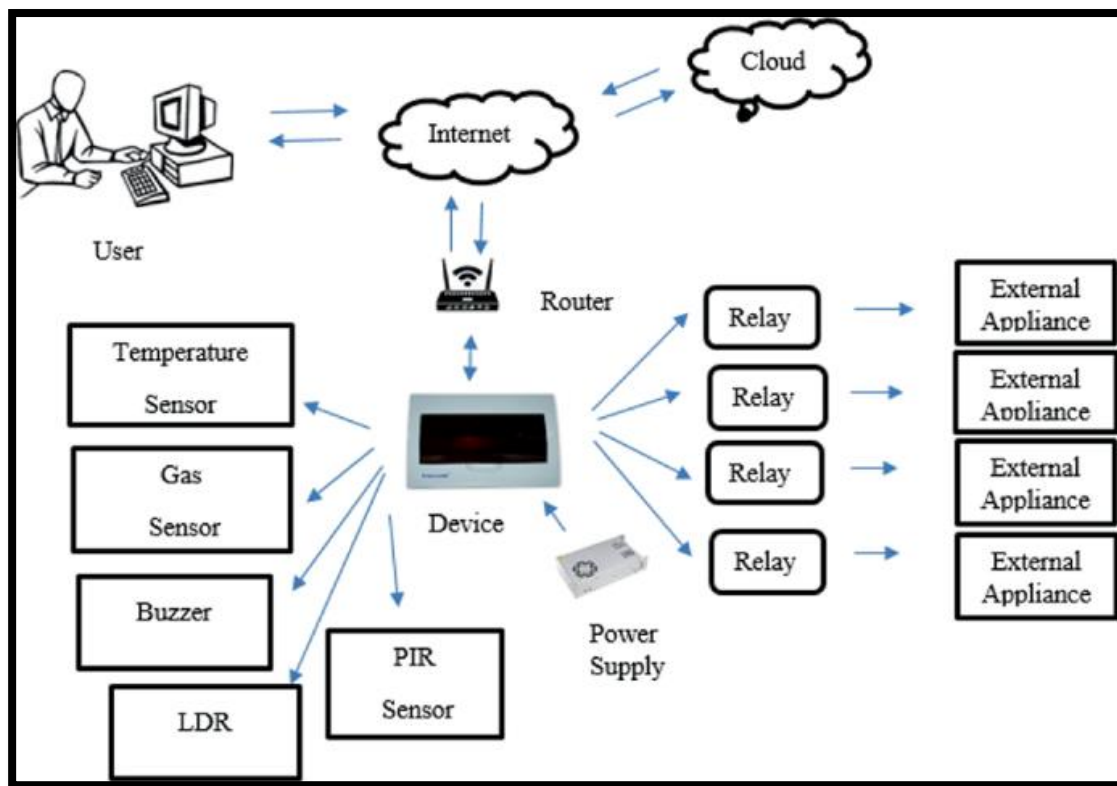 Cloud
Internet
User
Router
Temperature
Sensor
Gas
Sensor
Buzzer
LDR
PIR
Sensor
Device
Power
Supply
Relay
External
Appliance
Relay
External
Appliance
Relay
External
Appliance
Relay
External
Appliance